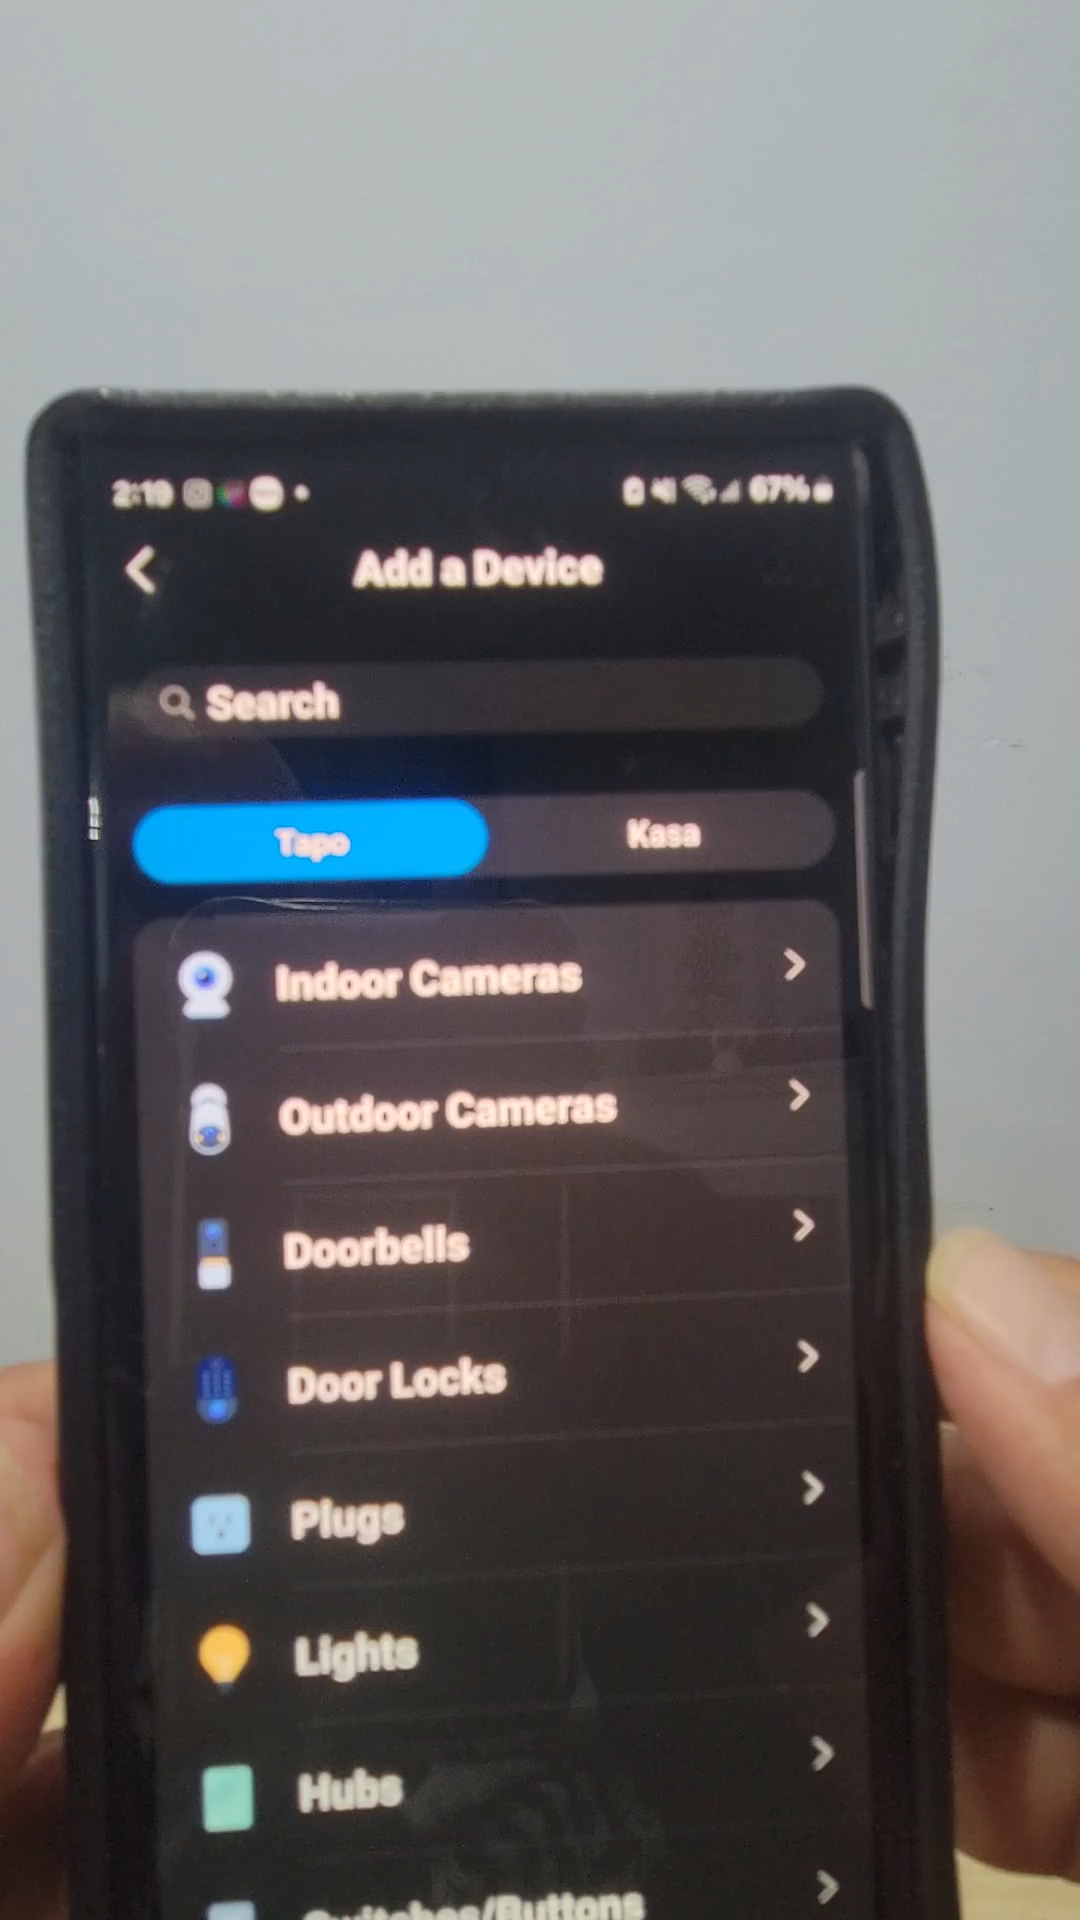 2:19 67%
Add a Device
Search
Tapo Kasa
Indoor Cameras
Outdoor Cameras
Doorbells
Door Locks
Plugs
Lights
Hubs
Switches/Buttons